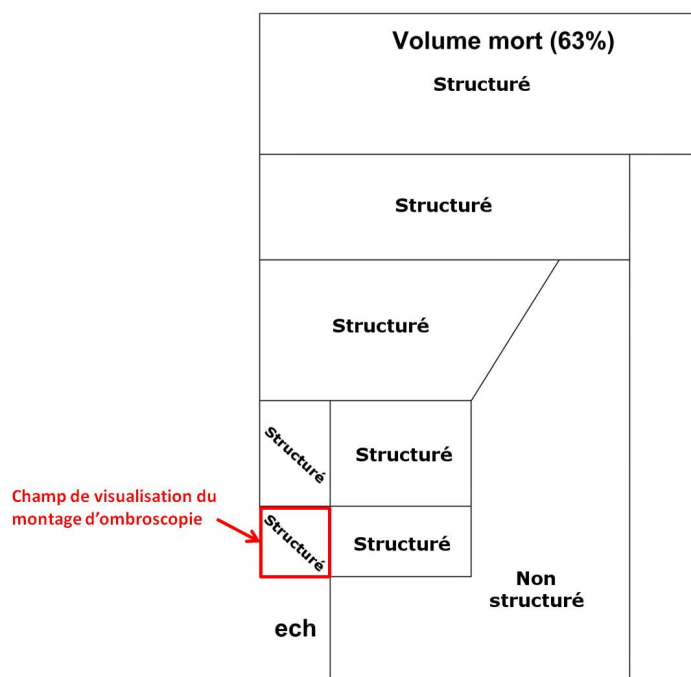 Volume mort (63%)
Structuré
Structuré
Structuré
Structuré
Structuré
Champ de visualisation du
montage d'ombroscopie
Structuré
Structuré
Non
structuré
ech